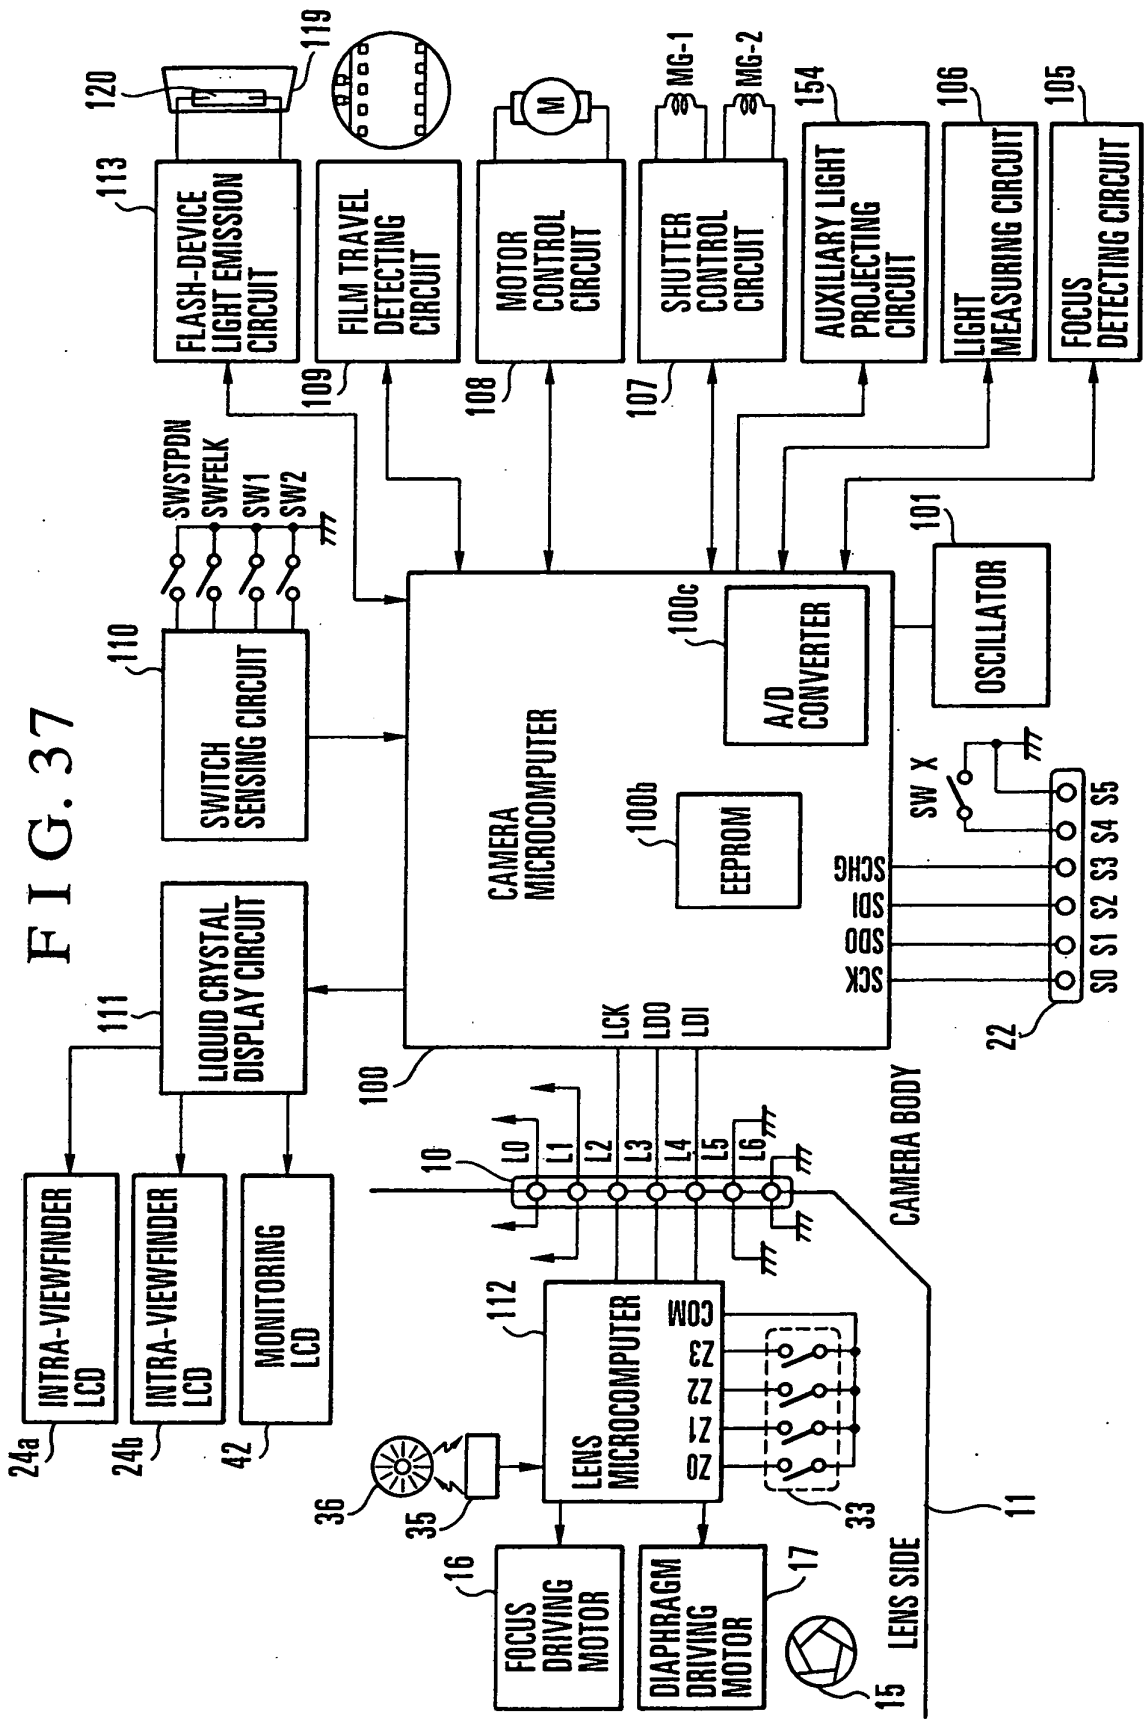 FIG. 37
24a
INTRA-VIEWFINDER
LCD
24b
INTRA-VIEWFINDER
LCD
42
MONITORING
LCD
111
LIQUID CRYSTAL
DISPLAY CIRCUIT
110
SWITCH
SENSING CIRCUIT
SWSTPDN
SWFELK
SW1
SW2
113
FLASH-DEVICE
LIGHT EMISSION
CIRCUIT
120
119
109
FILM TRAVEL
DETECTING
CIRCUIT
108
MOTOR
CONTROL
CIRCUIT
M
107
SHUTTER
CONTROL
CIRCUIT
MG-1
MG-2
154
AUXILIARY LIGHT
PROJECTING
CIRCUIT
106
LIGHT
MEASURING CIRCUIT
105
FOCUS
DETECTING CIRCUIT
100
CAMERA
MICROCOMPUTER
100b
EEPROM
100c
A/D
CONVERTER
101
OSCILLATOR
LCK
LDO
LDI
SCK
SDO
SDI
SCHG
SW X
22
S0
S1
S2
S3
S4
S5
10
L0
L1
L2
L3
L4
L5
L6
CAMERA BODY
36
35
112
LENS
MICROCOMPUTER
Z0
Z1
Z2
Z3
COM
33
16
FOCUS
DRIVING
MOTOR
17
DIAPHRAGM
DRIVING
MOTOR
15
LENS SIDE
11